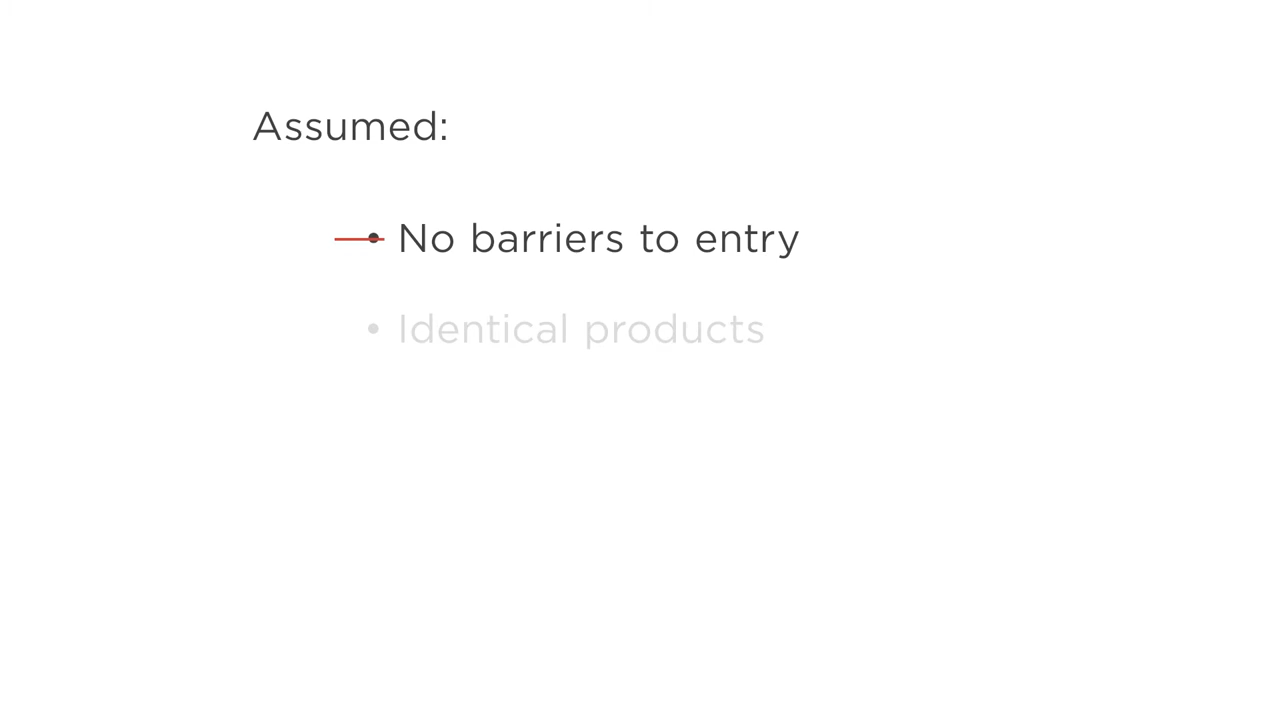 Assumed:
• No barriers to entry
• Identical products